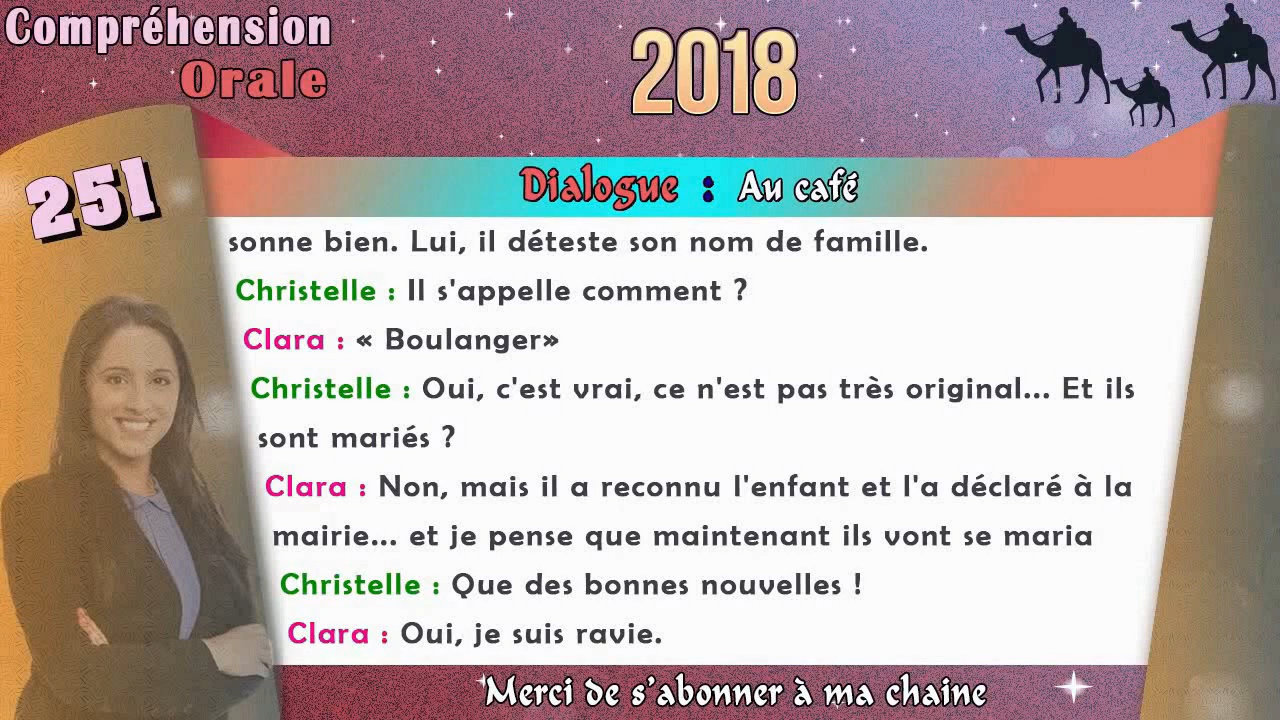 Compréhension
Orale
2018
251
Dialogue : Au café
sonne bien. Lui, il déteste son nom de famille.
Christelle : Il s'appelle comment ?
Clara : « Boulanger»
Christelle : Oui, c'est vrai, ce n'est pas très original... Et ils
sont mariés ?
Clara : Non, mais il a reconnu l'enfant et l'a déclaré à la
mairie... et je pense que maintenant ils vont se maria
Christelle : Que des bonnes nouvelles !
Clara : Oui, je suis ravie.
Merci de s'abonner à ma chaine